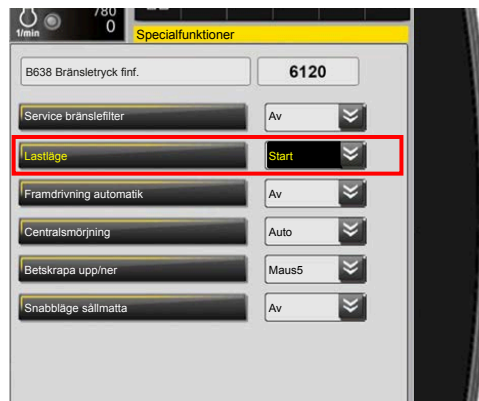 780
1/min 0
Specialfunktioner
B638 Bränsletryck finf. 6120
Service bränslefilter Av
Lastläge Start
Framdrivning automatik Av
Centralsmörjning Auto
Betskrapa upp/ner Maus5
Snabbläge sållmatta Av